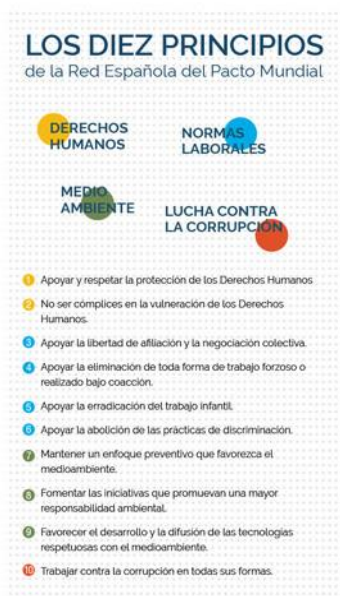 LOS DIEZ PRINCIPIOS
de la Red Española del Pacto Mundial
DERECHOS
HUMANOS
NORMAS
LABORALES
MEDIO
AMBIENTE
LUCHA CONTRA
LA CORRUPCIÓN
1 Apoyar y respetar la protección de los Derechos Humanos
2 No ser cómplices en la vulneración de los Derechos
Humanos.
3 Apoyar la libertad de afiliación y la negociación colectiva.
4 Apoyar la eliminación de toda forma de trabajo forzoso o
realizado bajo coacción.
5 Apoyar la erradicación del trabajo infantil.
6 Apoyar la abolición de las prácticas de discriminación.
7 Mantener un enfoque preventivo que favorezca el
medioambiente.
8 Fomentar las iniciativas que promuevan una mayor
responsabilidad ambiental.
9 Favorecer el desarrollo y la difusión de las tecnologías
respetuosas con el medioambiente.
10 Trabajar contra la corrupción en todas sus formas.